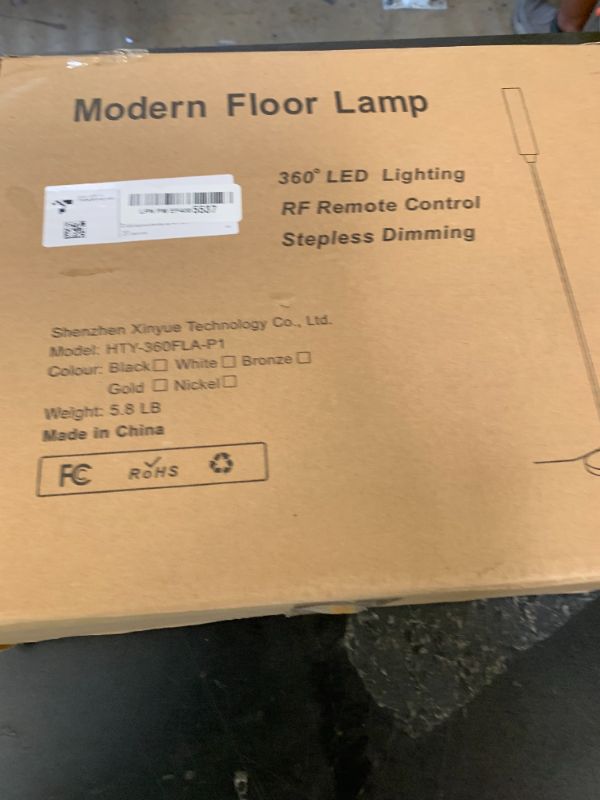 Modern Floor Lamp
360° LED Lighting
RF Remote Control
Stepless Dimming
5537
Shenzhen Xinyue Technology Co., Ltd.
Model: HTY-360FLA-P1
Colour: Black□ White□ Bronze□
Gold □ Nickel□
Weight: 5.8 LB
Made in China
FC RoHS